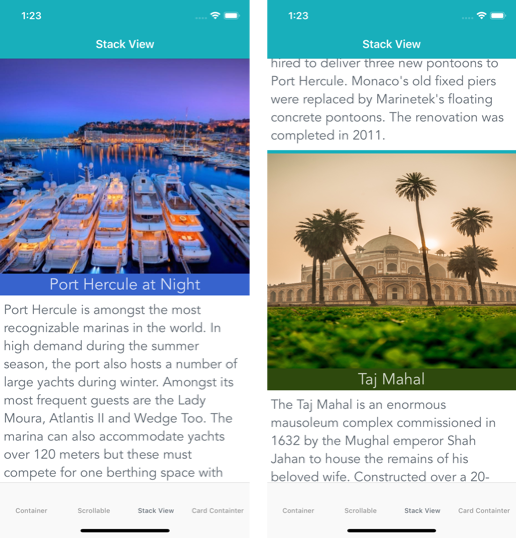 1:23
Stack View
Port Hercule at Night
Port Hercule is amongst the most
recognizable marinas in the world. In
high demand during the summer
season, the port also hosts a number of
large yachts during winter. Amongst its
most frequent guests are the Lady
Moura, Atlantis II and Wedge Too. The
marina can also accommodate yachts
over 120 meters but these must
compete for one berthing space with
Container Scrollable Stack View Card Containter
1:23
Stack View
hired to deliver three new pontoons to
Port Hercule. Monaco's old fixed piers
were replaced by Marinetek's floating
concrete pontoons. The renovation was
completed in 2011.
Taj Mahal
The Taj Mahal is an enormous
mausoleum complex commissioned in
1632 by the Mughal emperor Shah
Jahan to house the remains of his
beloved wife. Constructed over a 20-
Container Scrollable Stack View Card Containter